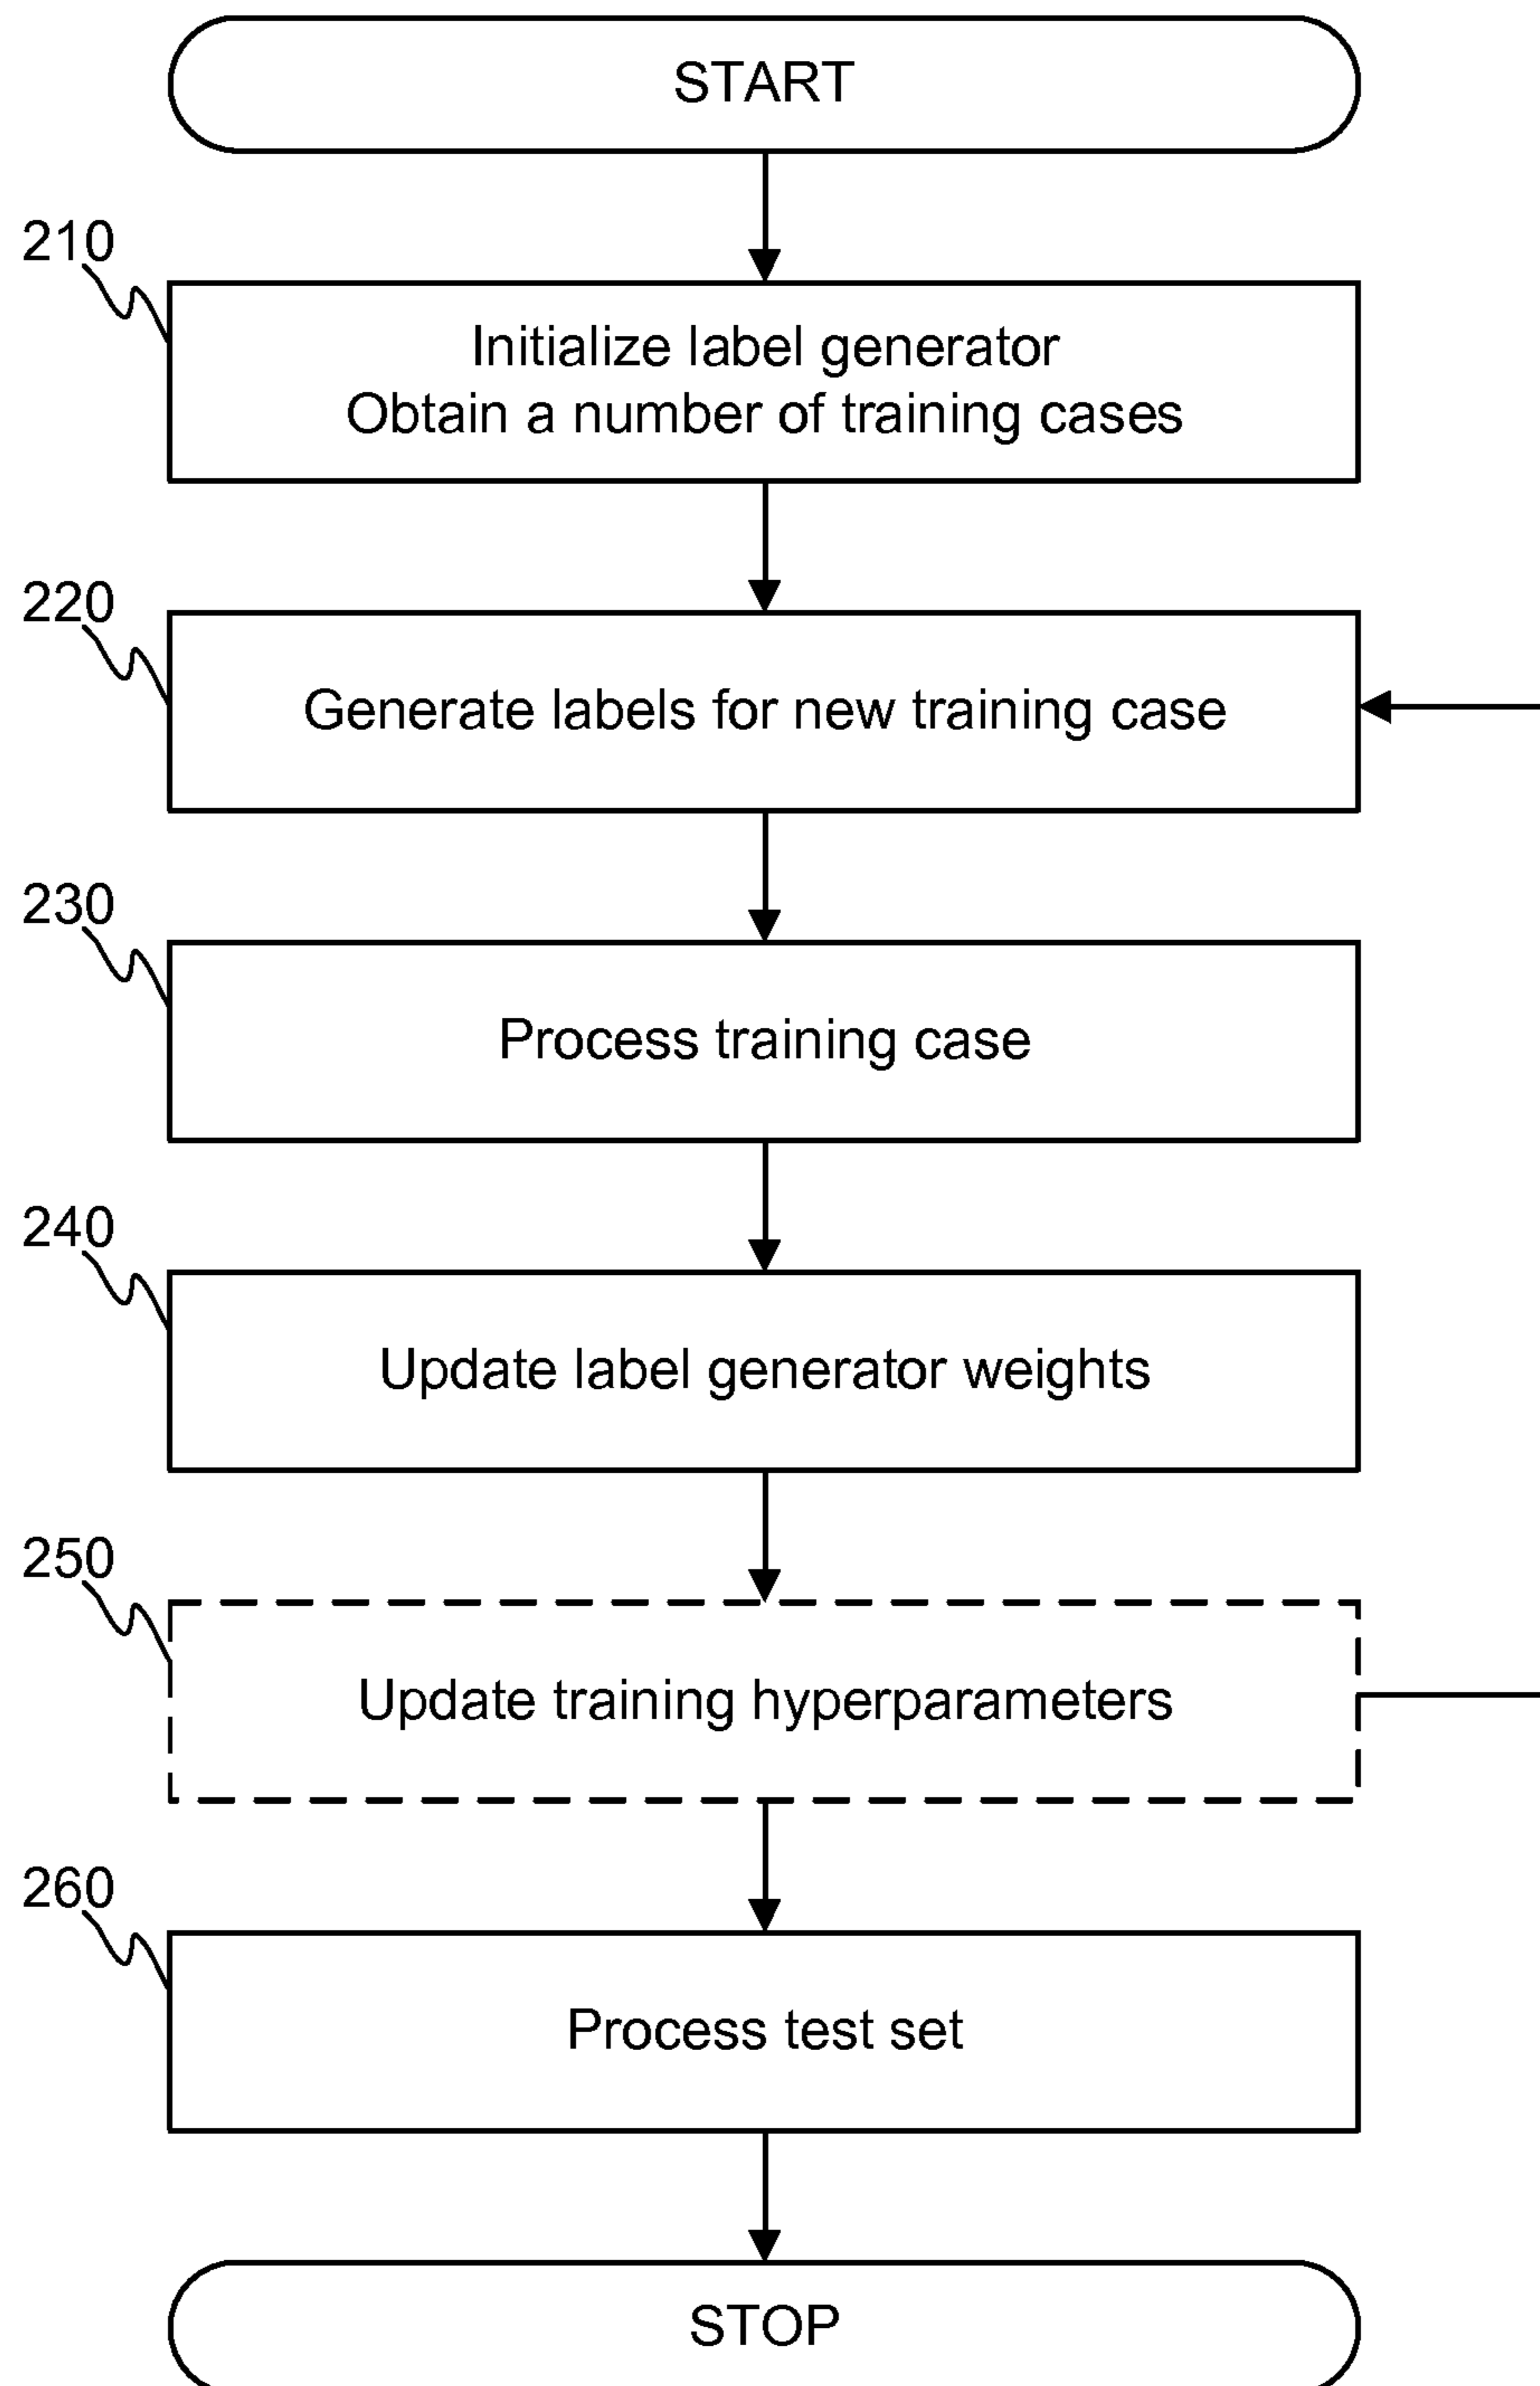 START
210
Initialize label generator
Obtain a number of training cases
220
Generate labels for new training case
230
Process training case
240
Update label generator weights
250
Update training hyperparameters
260
Process test set
STOP